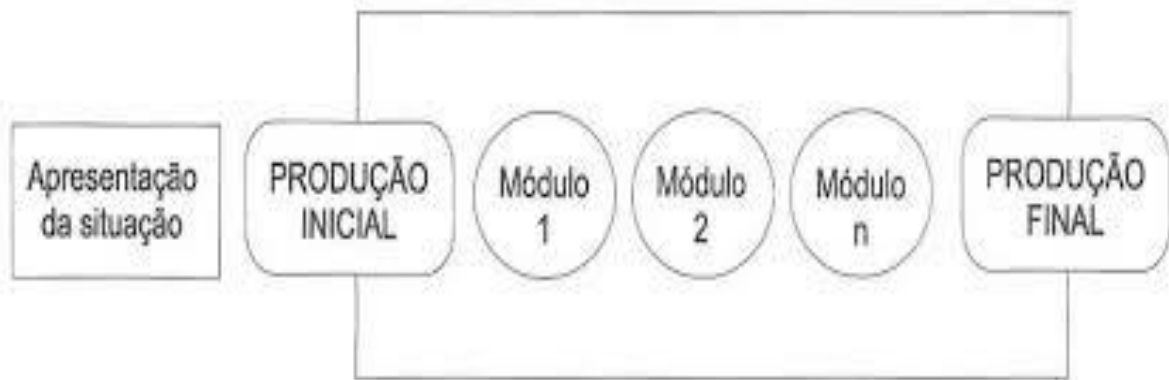 Apresentação
da situação
PRODUÇÃO
INICIAL
Módulo
1
Módulo
2
Módulo
n
PRODUÇÃO
FINAL